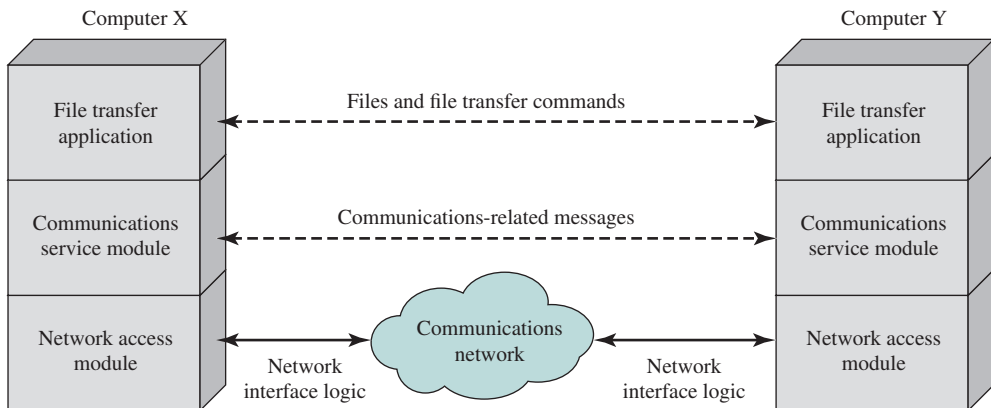 Computer X
Computer Y
File transfer
application
Files and file transfer commands
File transfer
application
Communications
service module
Communications-related messages
Communications
service module
Network access
module
Network
interface logic
Communications
network
Network
interface logic
Network access
module